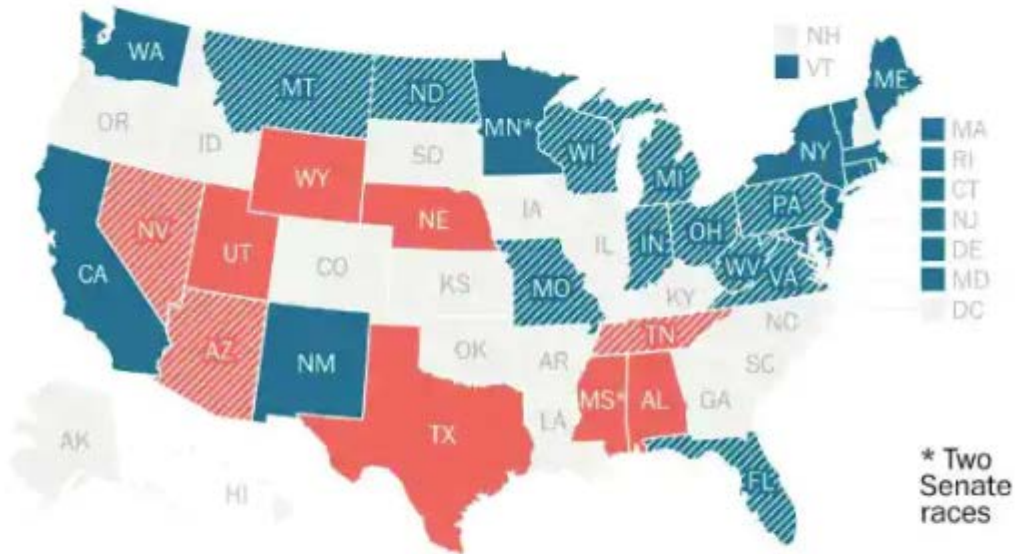 NH
VT
WA
MT
ND
ME
OR
ID
MN*
WI
MI
NY
MA
SD
RI
WY
CT
PA
NJ
NE
IA
DE
NV
UT
IL
IN
OH
MD
CA
CO
WV
VA
DC
KS
MO
KY
AZ
NM
OK
AR
TN
NC
SC
MS*
AL
GA
TX
LA
AK
HI
FL
* Two
Senate
races